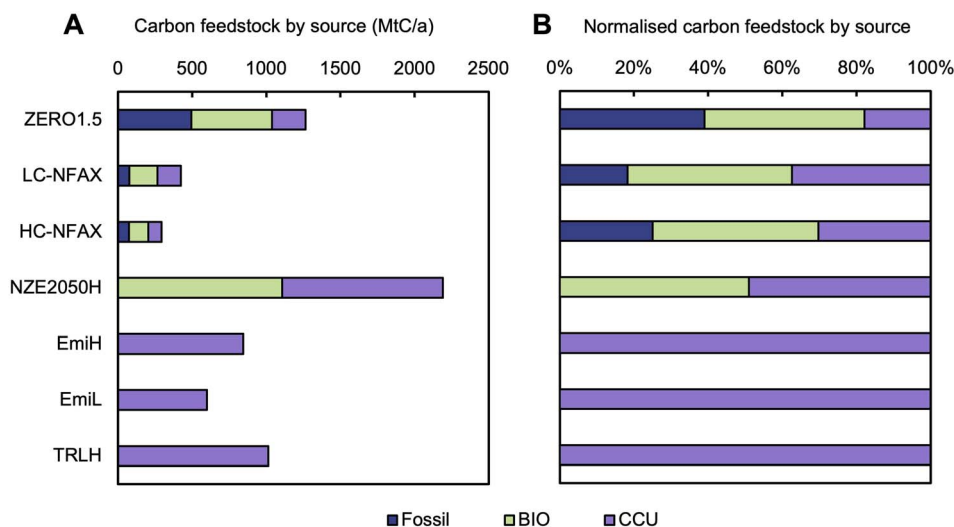 A Carbon feedstock by source (MtC/a)
0 500 1000 1500 2000 2500
ZERO1.5
LC-NFAX
HC-NFAX
NZE2050H
EmiH
EmiL
TRLH
B Normalised carbon feedstock by source
0% 20% 40% 60% 80% 100%
Fossil BIO CCU